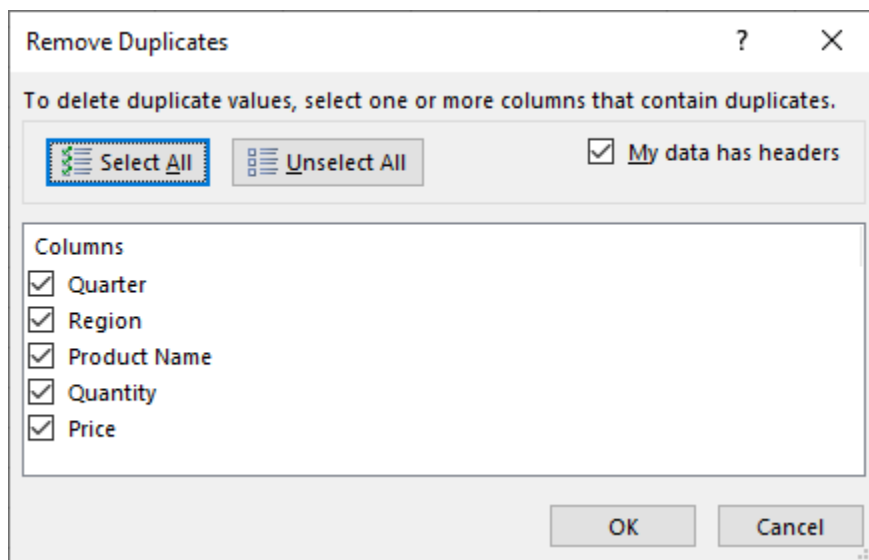 Remove Duplicates ?
To delete duplicate values, select one or more columns that contain duplicates.
Select All Unselect All My data has headers
Columns
Quarter
Region
Product Name
Quantity
Price
OK Cancel